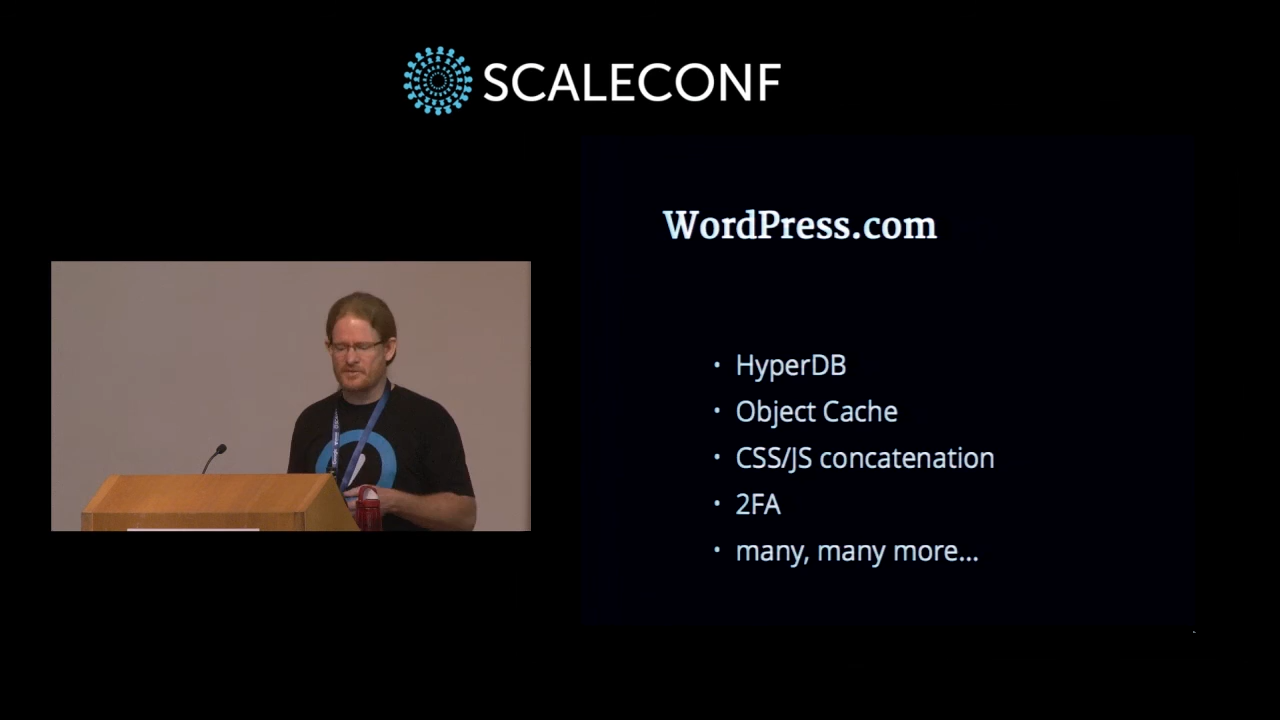 SCALECONF
WordPress.com
• HyperDB
• Object Cache
• CSS/JS concatenation
• 2FA
• many, many more...